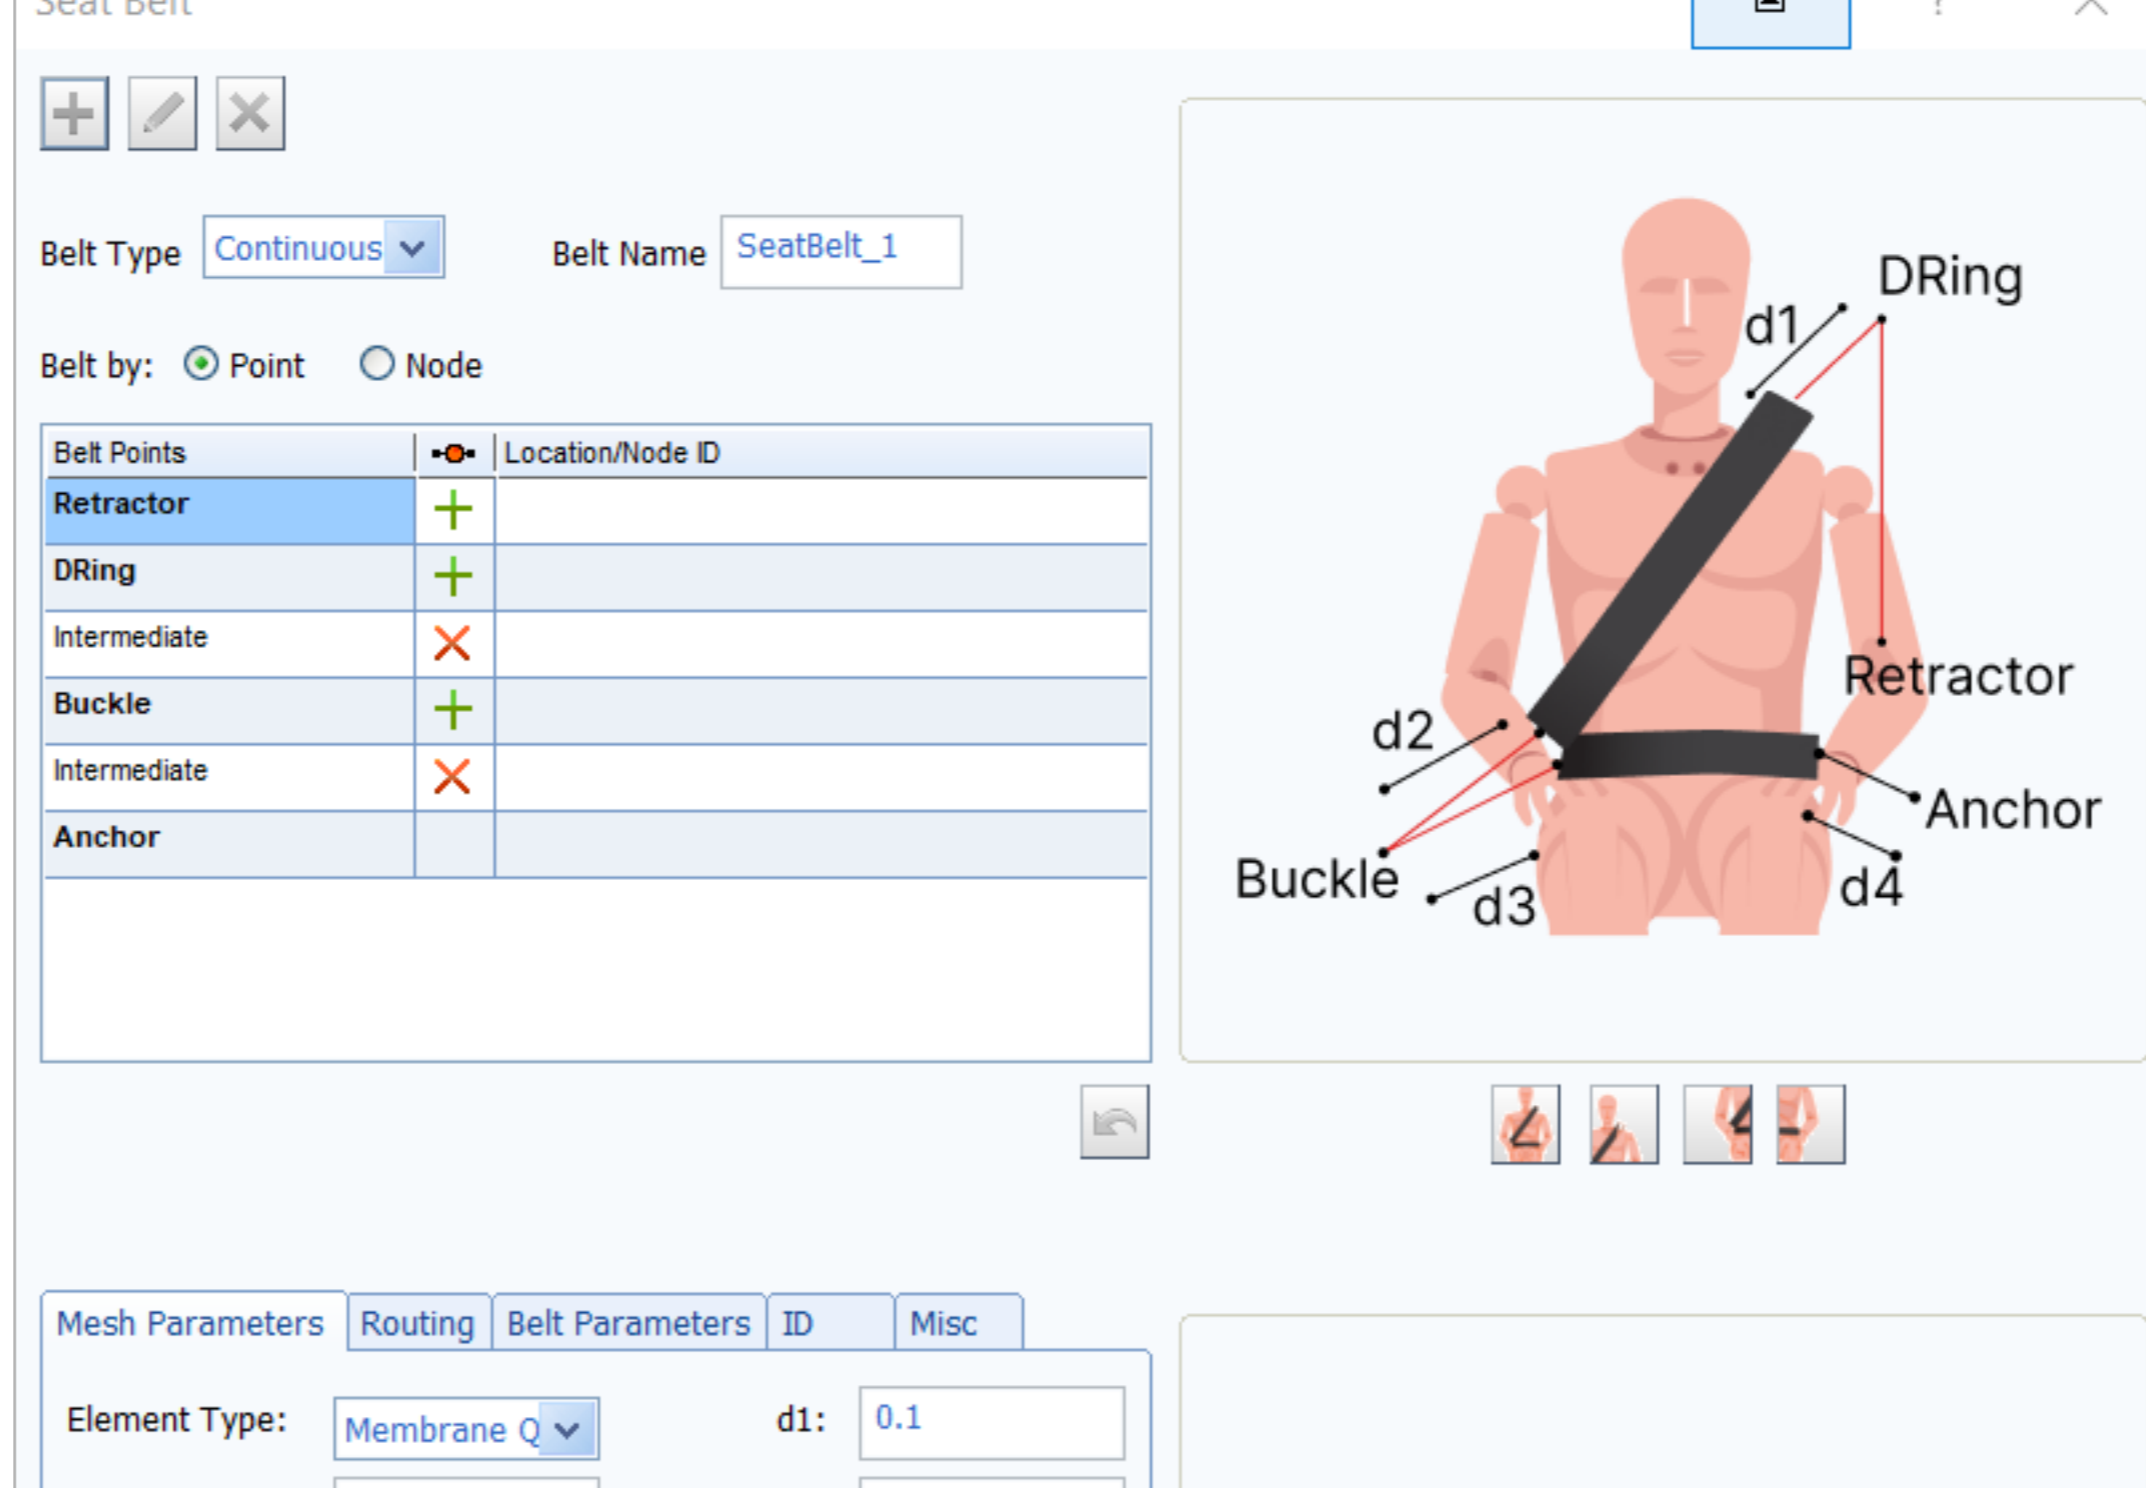 Seat Belt
?
Belt Type Continuous Belt Name SeatBelt_1
Belt by: Point Node
Belt Points Location/Node ID
Retractor
DRing
Intermediate
Buckle
Intermediate
Anchor
DRing
d1
Retractor
d2
Anchor
Buckle
d3
d4
Mesh Parameters Routing Belt Parameters ID Misc
Element Type: Membrane Q d1: 0.1